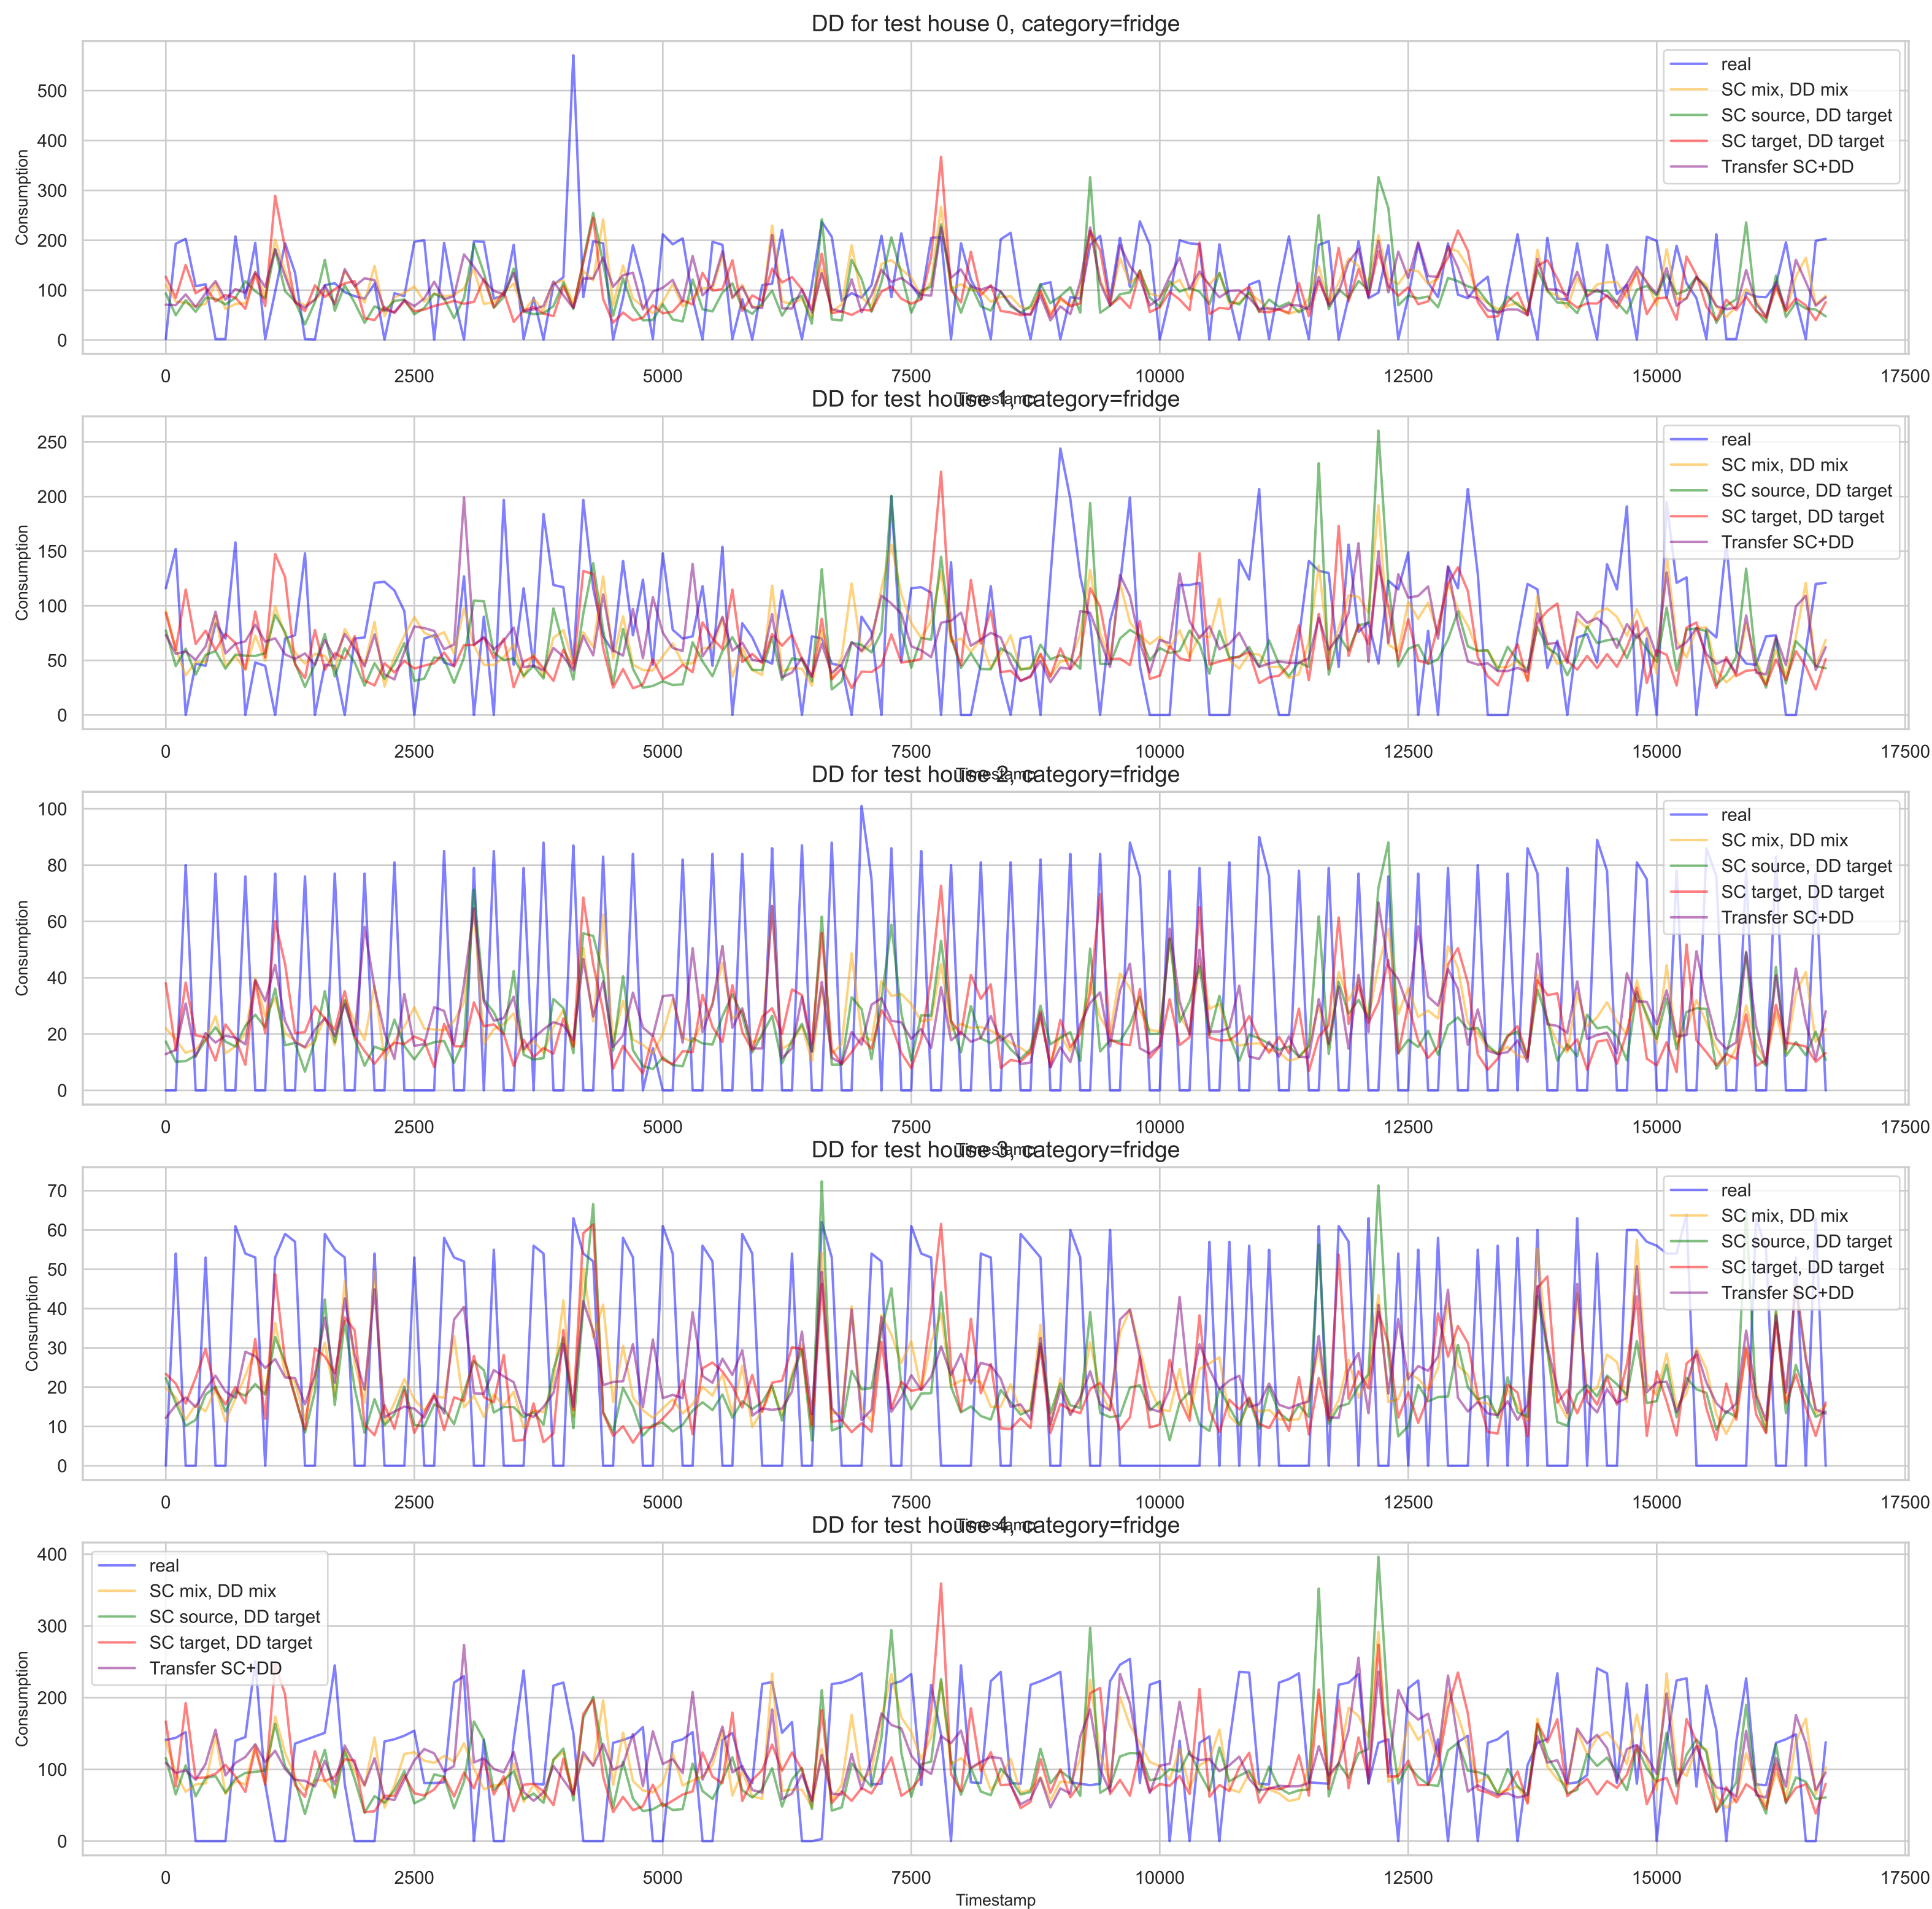 DD for test house 0, category=fridge
Consumption
500
400
300
200
100
0
real
SC mix, DD mix
SC source, DD target
SC target, DD target
Transfer SC+DD
0 2500 5000 7500 10000 12500 15000 17500
Timestamp
DD for test house 1, category=fridge
Consumption
250
200
150
100
50
0
real
SC mix, DD mix
SC source, DD target
SC target, DD target
Transfer SC+DD
0 2500 5000 7500 10000 12500 15000 17500
Timestamp
DD for test house 2, category=fridge
Consumption
100
80
60
40
20
0
real
SC mix, DD mix
SC source, DD target
SC target, DD target
Transfer SC+DD
0 2500 5000 7500 10000 12500 15000 17500
Timestamp
DD for test house 3, category=fridge
Consumption
70
60
50
40
30
20
10
0
real
SC mix, DD mix
SC source, DD target
SC target, DD target
Transfer SC+DD
0 2500 5000 7500 10000 12500 15000 17500
Timestamp
DD for test house 4, category=fridge
Consumption
400
300
200
100
0
real
SC mix, DD mix
SC source, DD target
SC target, DD target
Transfer SC+DD
0 2500 5000 7500 10000 12500 15000 17500
Timestamp